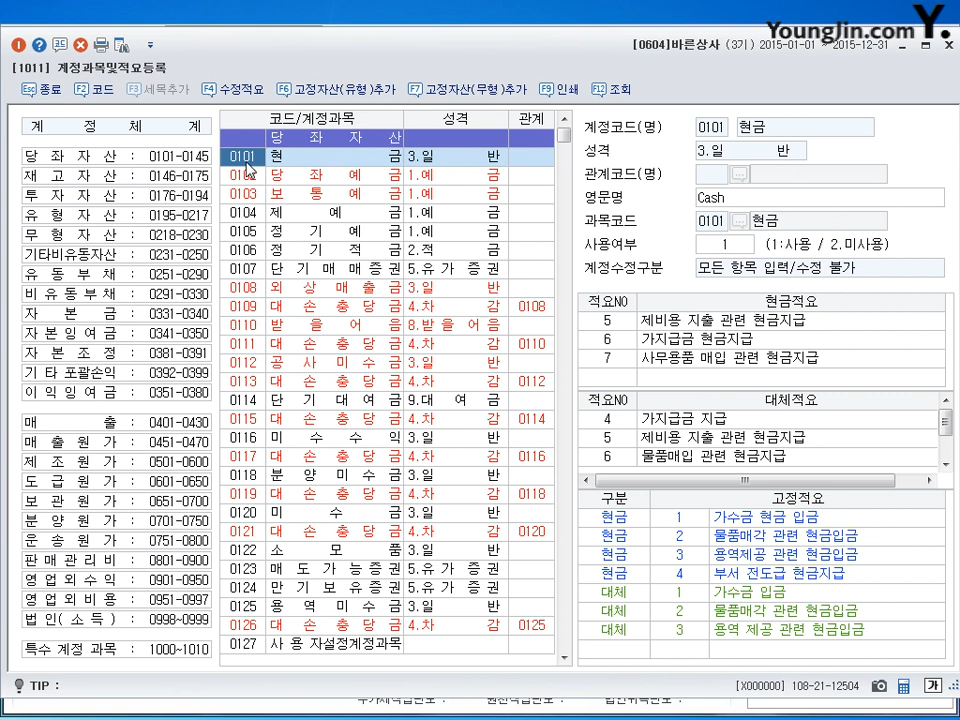 Younglin.com Y.
[0604]바른상사 (3기) 2015-01-01 ~ 2015-12-31
[1011] 계정과목및적요등록
Esc 종료 F2 코드 F3 세목추가 F4 수정적요 F6 고정자산(유형)추가 F7 고정자산(무형)추가 F9 인쇄 F12 조회
계 정 체 계
당 좌 자 산 : 0101-0145
재 고 자 산 : 0146-0175
투 자 자 산 : 0176-0194
유 형 자 산 : 0195-0217
무 형 자 산 : 0218-0230
기타비유동자산 : 0231-0250
유 동 부 채 : 0251-0290
비 유 동 부 채 : 0291-0330
자 본 금 : 0331-0340
자 본 잉 여 금 : 0341-0350
자 본 조 정 : 0381-0391
기 타 포 괄 손 익 : 0392-0399
이 익 잉 여 금 : 0351-0380
매 출 : 0401-0430
매 출 원 가 : 0451-0470
제 조 원 가 : 0501-0600
도 급 원 가 : 0601-0650
보 관 원 가 : 0651-0700
분 양 원 가 : 0701-0750
운 송 원 가 : 0751-0800
판 매 관 리 비 : 0801-0900
영 업 외 수 익 : 0901-0950
영 업 외 비 용 : 0951-0997
법 인 ( 소 득 ) : 0998-0999
특수 계정 과목 : 1000~1010
코드/계정과목 성격 관계
당 좌 자 산
0101 현 금 3.일 반
당 좌 예 금 1.예 금
0103 보 통 예 금 1.예 금
0104 제 예 금 1.예 금
0105 정 기 예 금 1.예 금
0106 정 기 적 금 2.적 금
0107 단 기 매 매 증 권 5.유 가 증 권
0108 외 상 매 출 금 3.일 반
0109 대 손 충 당 금 4.차 감 0108
0110 받 을 어 음 8.받 을 어 음
0111 대 손 충 당 금 4.차 감 0110
0112 공 사 미 수 금 3.일 반
0113 대 손 충 당 금 4.차 감 0112
0114 단 기 대 여 금 9.대 여 금
0115 대 손 충 당 금 4.차 감 0114
0116 미 수 수 익 3.일 반
0117 대 손 충 당 금 4.차 감 0116
0118 분 양 미 수 금 3.일 반
0119 대 손 충 당 금 4.차 감 0118
0120 미 수 금 3.일 반
0121 대 손 충 당 금 4.차 감 0120
0122 소 모 품 3.일 반
0123 매 도 가 능 증 권 5.유 가 증 권
0124 만 기 보 유 증 권 5.유 가 증 권
0125 용 역 미 수 금 3.일 반
0126 대 손 충 당 금 4.차 감 0125
0127 사 용 자설정계정과목
계정코드(명) 0101 현금
성격 3.일 반
관계코드(명)
영문명 Cash
과목코드 0101 현금
사용여부 1 (1:사용 / 2.미사용)
계정수정구분 모든 항목 입력/수정 불가
적요NO 현금적요
5 제비용 지출 관련 현금지급
6 가지급금 현금지급
7 사무용품 매입 관련 현금지급
적요NO 대체적요
4 가지급금 지급
5 제비용 지출 관련 현금지급
6 물품매입 관련 현금지급
구분 고정적요
현금 1 가수금 현금 입금
현금 2 물품매각 관련 현금입금
현금 3 용역제공 관련 현금입금
현금 4 부서 전도금 현금지급
대체 1 가수금 입금
대체 2 물품매각 관련 현금입금
대체 3 용역 제공 관련 현금입금
TIP :
[X000000] 108-21-12504
가